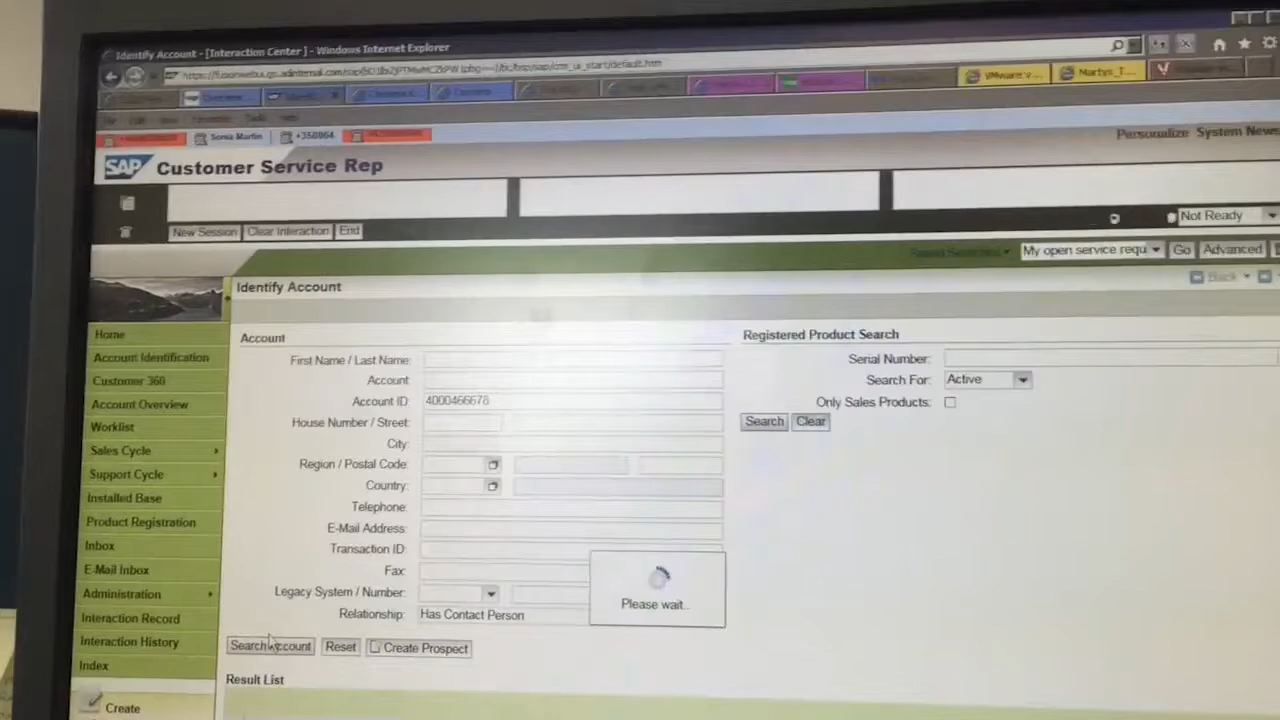 Identify Account - [Interaction Center ] - Windows Internet Explorer
VMware
Martys_T...
Sonia Martin
+350864
Personalize System News
SAP Customer Service Rep
Not Ready
New Session Clear Interaction End
My open service requ Go Advanced
Identify Account
Back
Home
Account Identification
Customer 360
Account Overview
Worklist
Sales Cycle
Support Cycle
Installed Base
Product Registration
Inbox
E-Mail Inbox
Administration
Interaction Record
Interaction History
Index
Create
Account
First Name / Last Name:
Account
Account ID: 4000466678
House Number / Street:
City:
Region / Postal Code:
Country:
Telephone:
E-Mail Address:
Transaction ID:
Fax:
Legacy System / Number:
Relationship: Has Contact Person
Please wait...
Search Account Reset Create Prospect
Result List
Registered Product Search
Serial Number:
Search For: Active
Only Sales Products:
Search Clear